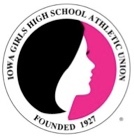 IOWA GIRLS HIGH SCHOOL ATHLETIC UNION
FOUNDED 1927
®